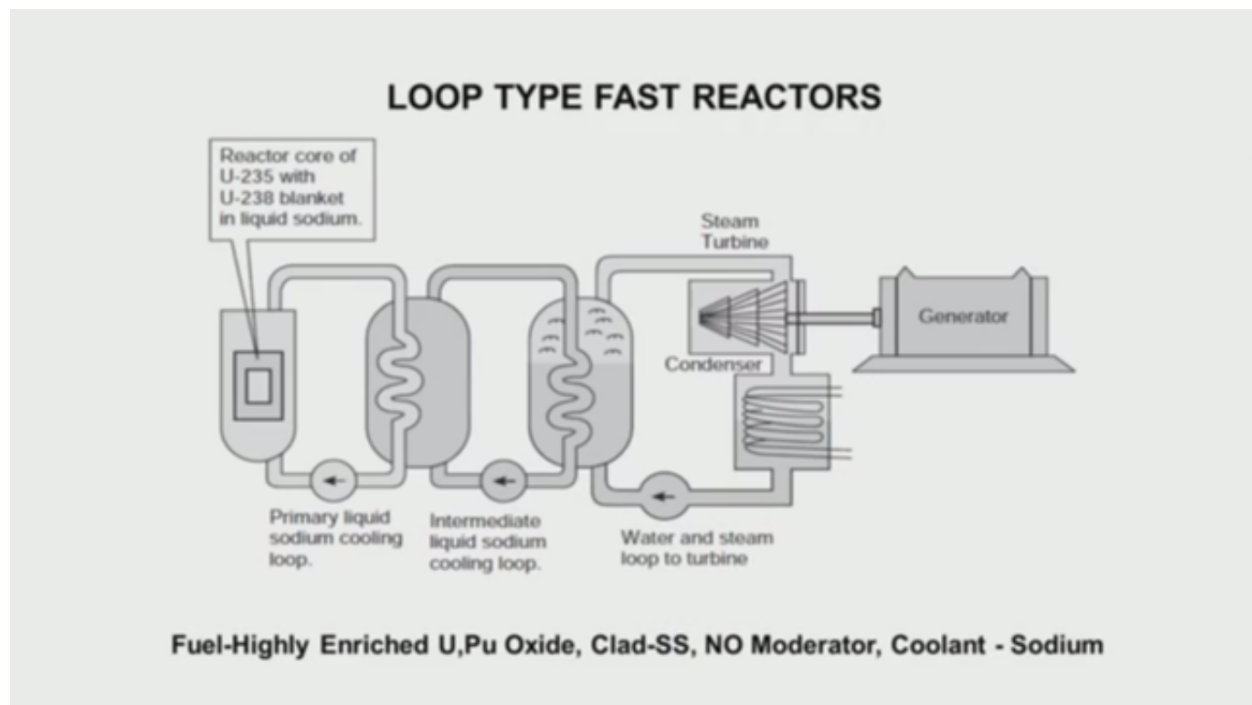 LOOP TYPE FAST REACTORS
Reactor core of
U-235 with
U-238 blanket
in liquid sodium.
Steam
Turbine
Generator
Condenser
Primary liquid
sodium cooling
loop.
Intermediate
liquid sodium
cooling loop.
Water and steam
loop to turbine
Fuel-Highly Enriched U,Pu Oxide, Clad-SS, NO Moderator, Coolant - Sodium